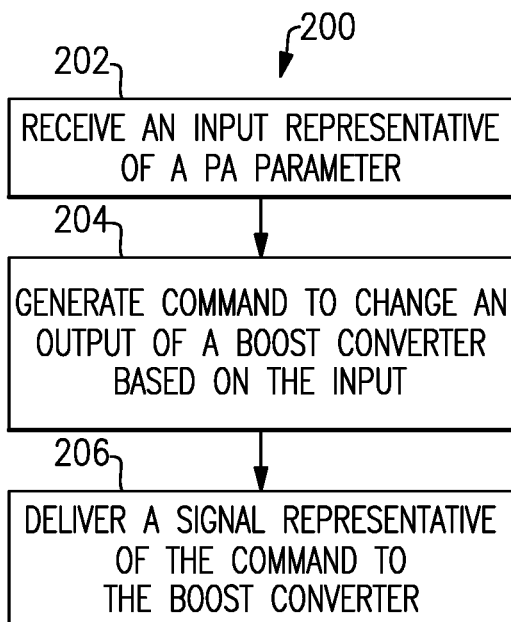 200
202
RECEIVE AN INPUT REPRESENTATIVE
OF A PA PARAMETER
204
GENERATE COMMAND TO CHANGE AN
OUTPUT OF A BOOST CONVERTER
BASED ON THE INPUT
206
DELIVER A SIGNAL REPRESENTATIVE
OF THE COMMAND TO
THE BOOST CONVERTER